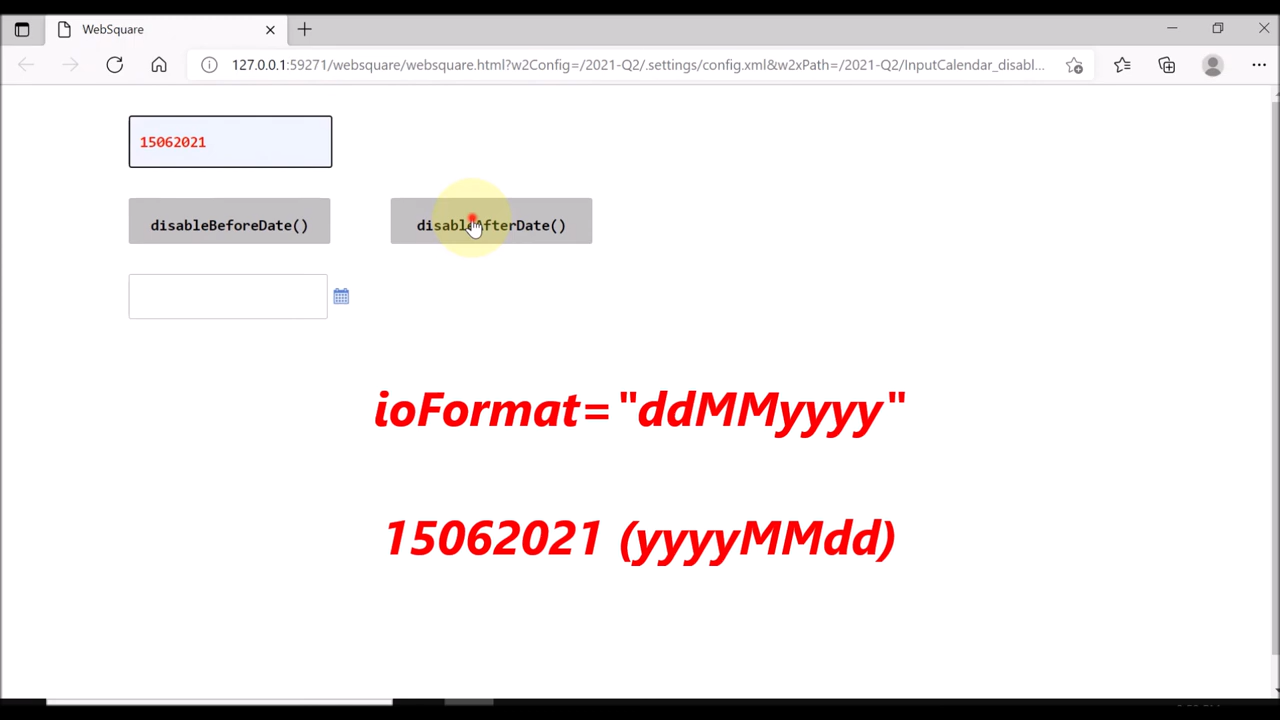 WebSquare
127.0.0.1:59271/websquare/websquare.html?w2Config=/2021-Q2/.settings/config.xml&w2xPath=/2021-Q2/InputCalendar_disabl...
15062021
disableBeforeDate()
disableAfterDate()
ioFormat="ddMMyyyy"
15062021 (yyyyMMdd)